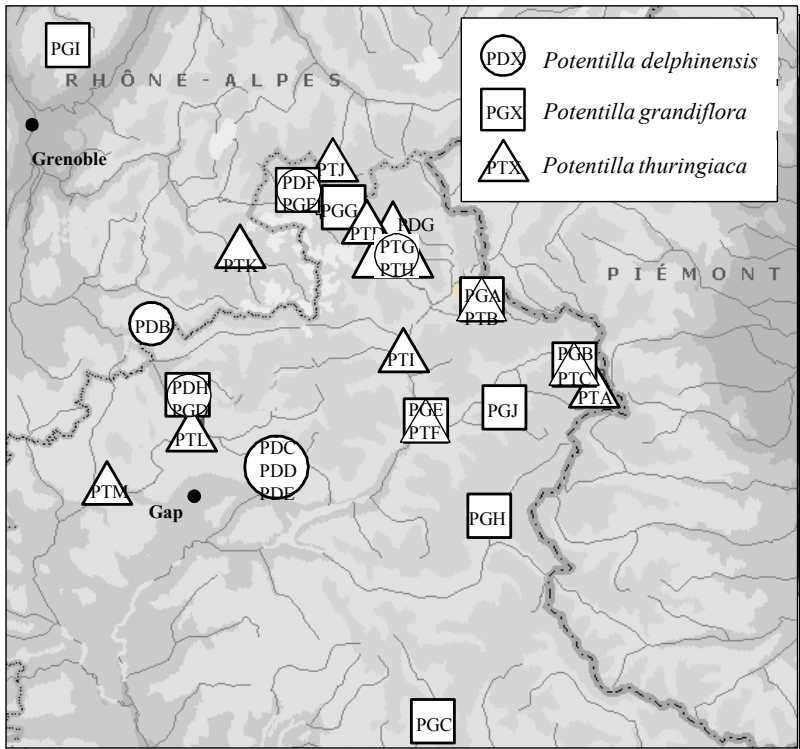 PGI
RHÔNE-ALPES
PDX Potentilla delphinensis
PGX Potentilla grandiflora
PTX Potentilla thuringiaca
Grenoble
PTJ
PDF
PGF
PGG
PDG
PTG
PTH
PTK
PIÉMONT
PGA
PTB
PDB
PTI
PGB
PTC
PTA
PDH
PGD
PGE
PTF
PGJ
PTL
PDC
PDD
PDE
PTM
Gap
PGH
PGC